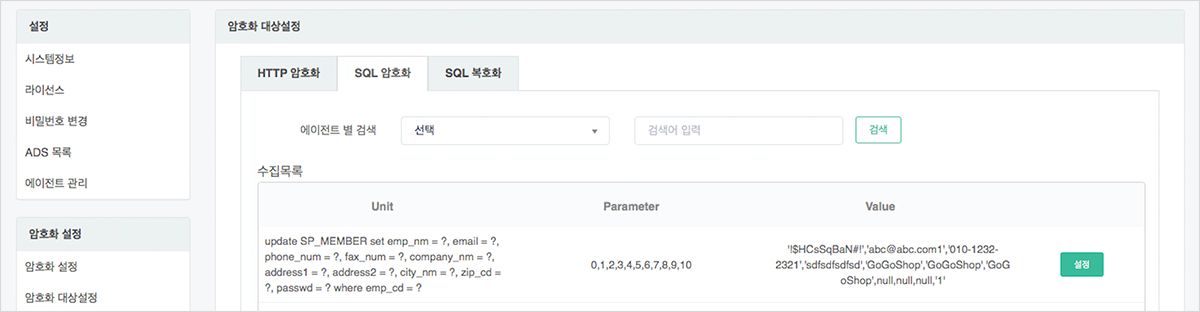 설정
시스템정보
라이선스
비밀번호 변경
ADS 목록
에이전트 관리
암호화 설정
암호화 설정
암호화 대상설정
암호화 대상설정
HTTP 암호화
SQL 암호화
SQL 복호화
에이전트 별 검색
선택
검색어 입력
검색
수집목록
Unit
Parameter
Value
update SP_MEMBER set emp_nm = ?, email = ?,
phone_num = ?, fax_num = ?, company_nm = ?,
address1 = ?, address2 = ?, city_nm = ?, zip_cd =
?, passwd = ? where emp_cd = ?
0,1,2,3,4,5,6,7,8,9,10
'!$HCsSqBaN#!','abc@abc.com1','010-1232-
2321','sdfsdfsdfsd','GoGoShop','GoGoShop','GoG
oShop',null,null,null,'1'
설정